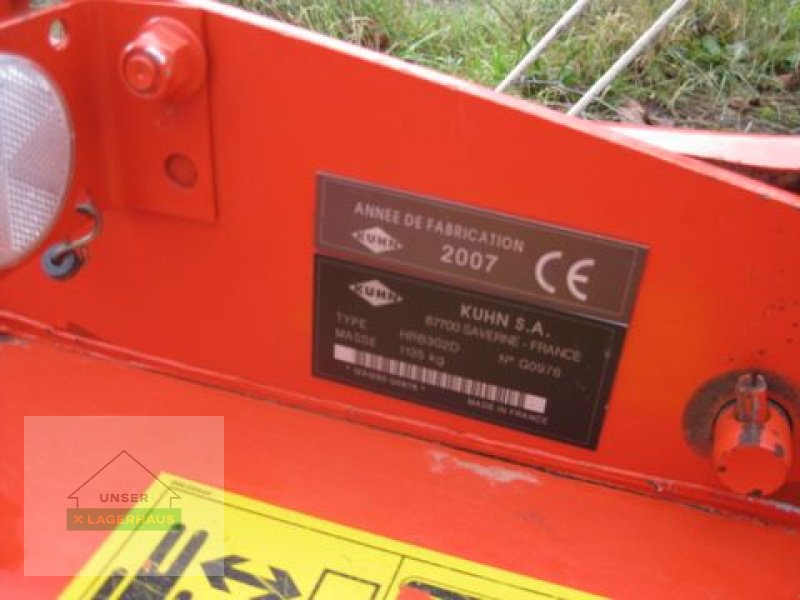 ANNEE DE FABRICATION
KUHN 2007 CE
KUHN KUHN S.A.
67700 SAVERNE - FRANCE
TYPE HRB302D N° G0976
MASSE 1135 kg
MADE IN FRANCE
UNSER
X LAGERHAUS